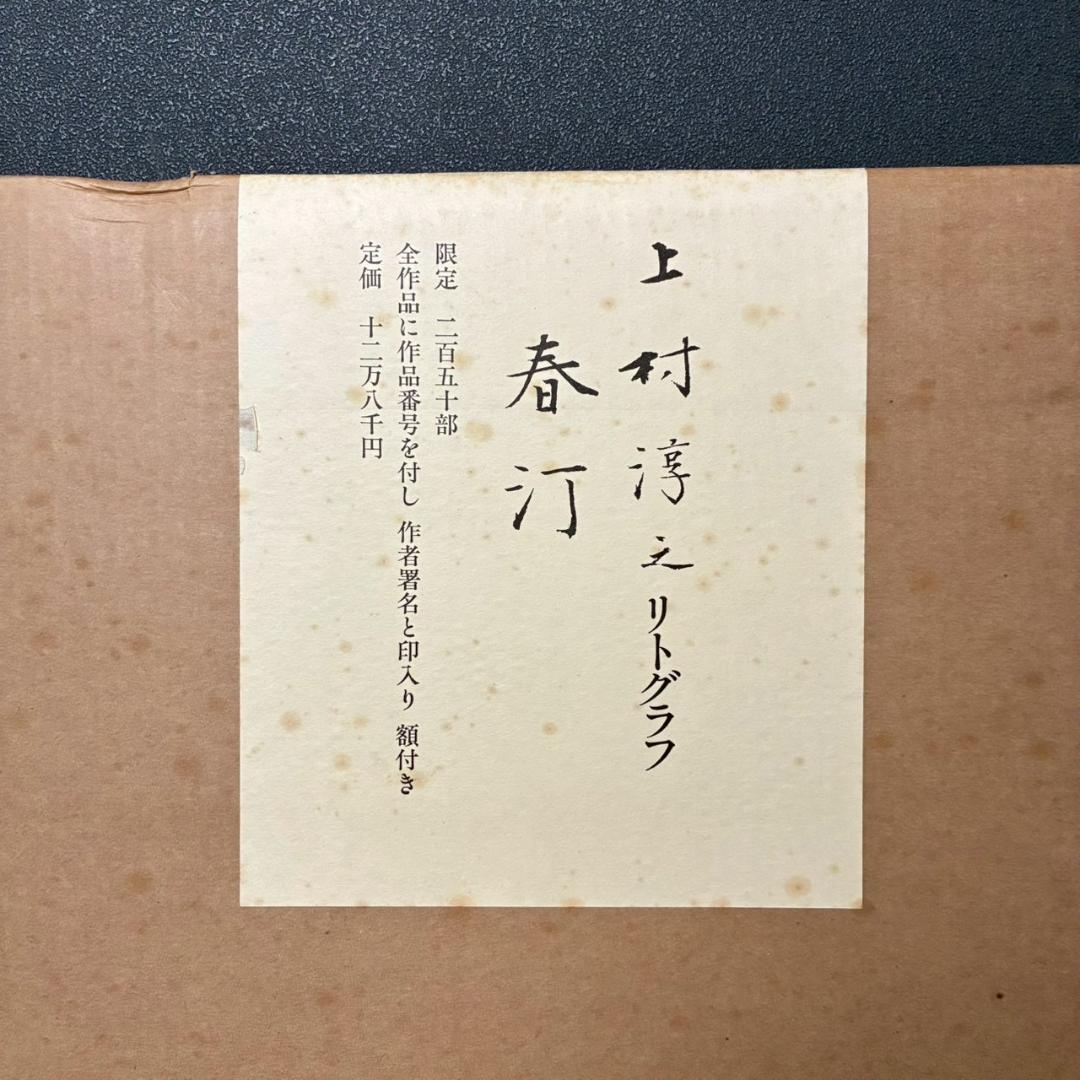 上村淳之リトグラフ
春汀
限定　二百五十部
全作品に作品番号を付し　作者署名と印入り　額付き
定価　十二万八千円